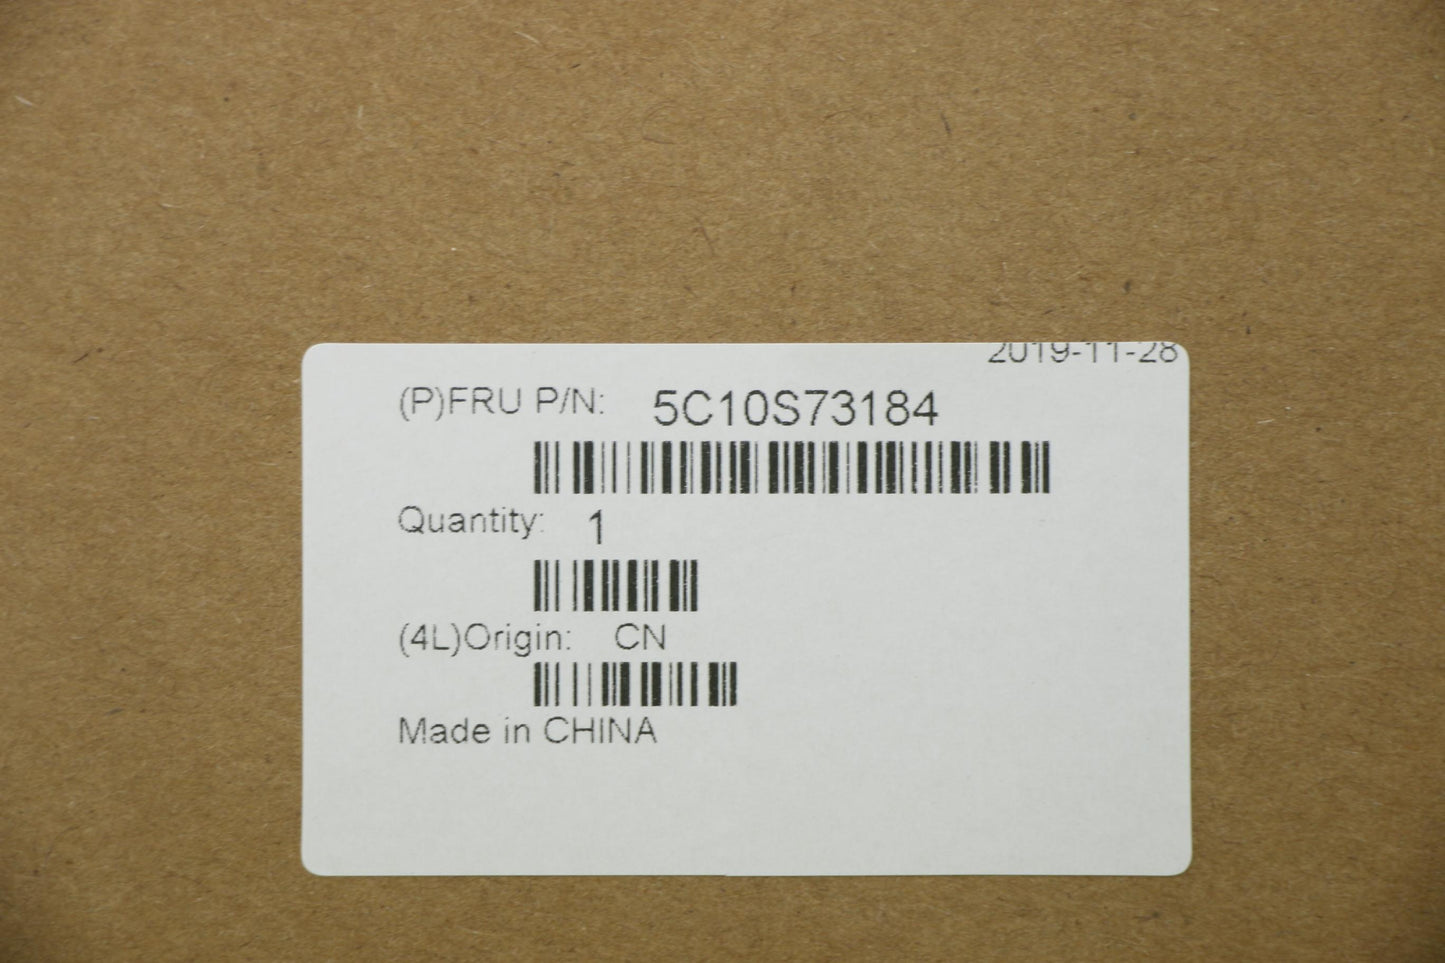 2019-11-28
(P)FRU P/N: 5C10S73184
Quantity: 1
(4L)Origin: CN
Made in CHINA